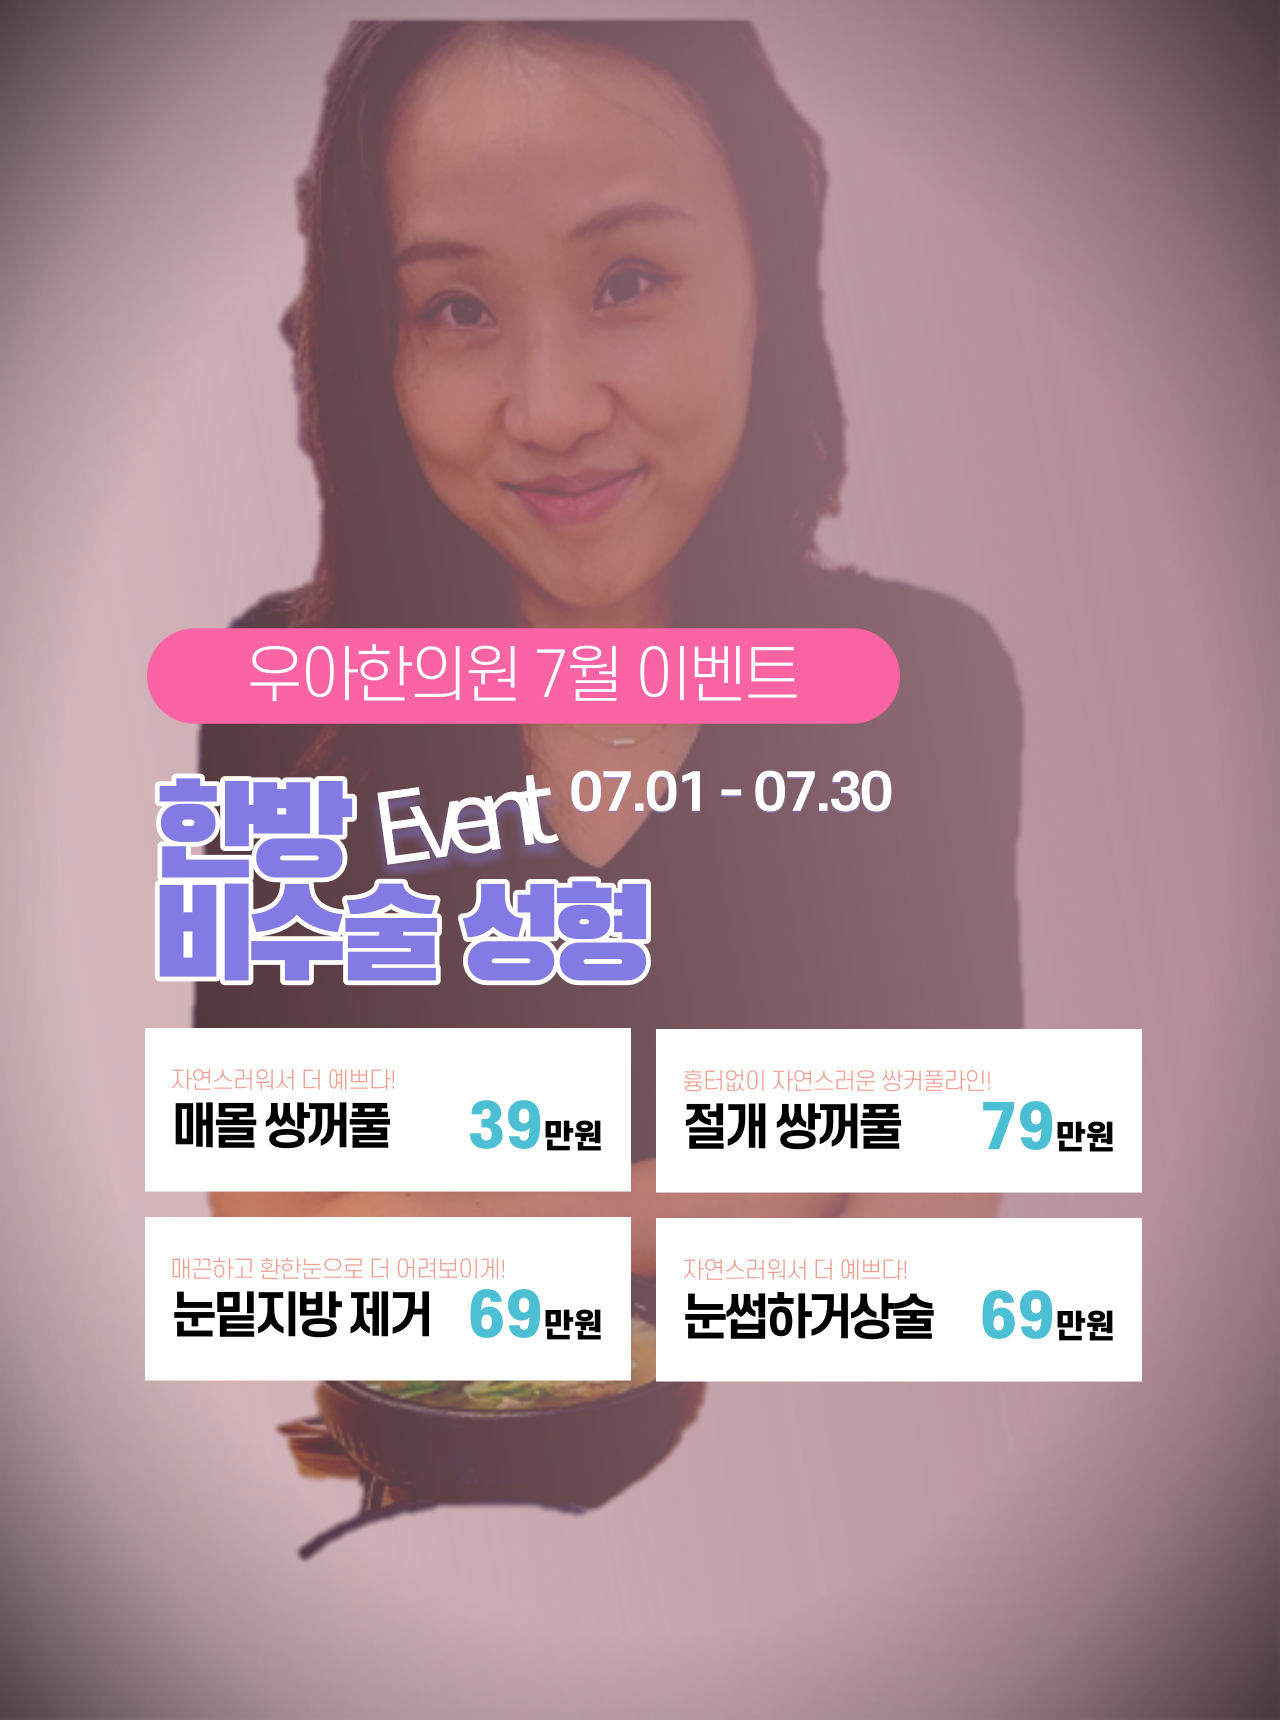 우아한의원 7월 이벤트
한방 Event 07.01 - 07.30
비수술 성형
자연스러워서 더 예쁘다!
매몰 쌍꺼풀 39만원
흉터없이 자연스러운 쌍커풀라인!
절개 쌍꺼풀 79만원
매끈하고 환한눈으로 더 어려보이게!
눈밑지방 제거 69만원
자연스러워서 더 예쁘다!
눈썹하거상술 69만원